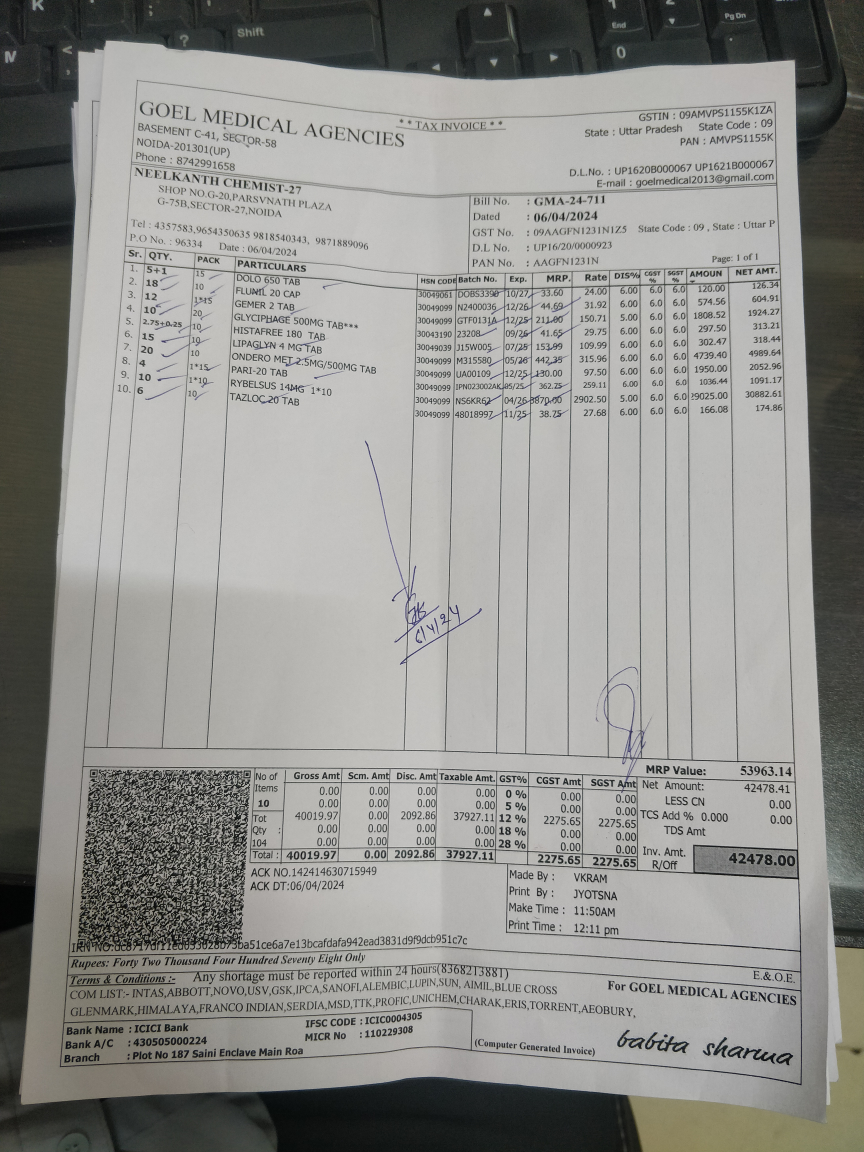 ** TAX INVOICE **
GOEL MEDICAL AGENCIES
BASEMENT C-41, SECTOR-58
NOIDA-201301(UP)
Phone : 8742991658
GSTIN : 09AMVPS1155K1ZA
State : Uttar Pradesh State Code : 09
PAN : AMVPS1155K
D.L.No. : UP1620B000067 UP1621B000067
E-mail : goelmedical2013@gmail.com
NEELKANTH CHEMIST-27
SHOP NO.G-20,PARSVNATH PLAZA
G-75B,SECTOR-27,NOIDA
Tel : 4357583,9654350635 9818540343, 9871889096
P.O No. : 96334 Date : 06/04/2024
Bill No. : GMA-24-711
Dated : 06/04/2024
GST No. : 09AAGFN1231N1Z5 State Code : 09 , State : Uttar P
D.L No. : UP16/20/0000923
PAN No. : AAGFN1231N Page: 1 of 1
Sr. QTY. PACK PARTICULARS HSN CODE Batch No. Exp. MRP. Rate DIS% CGST % SGST % AMOUN NET AMT.
1. 5+1 15 DOLO 650 TAB 30049061 DOBS3390 10/27 33.60 24.00 6.00 6.0 6.0 120.00 126.34
2. 18 10 FLUNIL 20 CAP 30049099 N2400036 12/26 44.69 31.92 6.00 6.0 6.0 574.56 604.91
3. 12 1*15 GEMER 2 TAB 30049099 GTF0131A 12/25 211.00 150.71 5.00 6.0 6.0 1808.52 1924.27
4. 10 20 GLYCIPHAGE 500MG TAB*** 30043190 23208 09/26 41.65 29.75 6.00 6.0 6.0 297.50 313.21
5. 2.75+0.25 10 HISTAFREE 180 TAB 30049039 J15W005 07/25 153.99 109.99 6.00 6.0 6.0 302.47 318.44
6. 15 10 LIPAGLYN 4 MG TAB 30049099 M315580 05/26 442.35 315.96 6.00 6.0 6.0 4739.40 4989.64
7. 20 10 ONDERO MET 2.5MG/500MG TAB 30049099 UA00109 12/25 130.00 97.50 6.00 6.0 6.0 1950.00 2052.96
8. 4 1*15 PARI-20 TAB 30049099 IPN023002AK 05/25 362.75 259.11 6.00 6.0 6.0 1036.44 1091.17
9. 10 1*10 RYBELSUS 14MG 1*10 30049099 NS6KR62 04/26 3870.00 2902.50 5.00 6.0 6.0 29025.00 30882.61
10. 6 10 TAZLOC 20 TAB 30049099 48018997 11/25 38.75 27.68 6.00 6.0 6.0 166.08 174.86
6/4/24
MRP Value: 53963.14
No of Items 10 Tot Qty : 104
Gross Amt Scm. Amt Disc. Amt Taxable Amt. GST% CGST Amt SGST Amt
0.00 0.00 0.00 0.00 0 % 0.00 0.00
0.00 0.00 0.00 0.00 5 % 0.00 0.00
40019.97 0.00 2092.86 37927.11 12 % 2275.65 2275.65
0.00 0.00 0.00 0.00 18 % 0.00 0.00
0.00 0.00 0.00 0.00 28 % 0.00 0.00
Total : 40019.97 0.00 2092.86 37927.11 2275.65 2275.65
Net Amount: 42478.41
LESS CN 0.00
TCS Add % 0.000 0.00
TDS Amt
Inv. Amt. R/Off 42478.00
ACK NO.142414630715949
ACK DT:06/04/2024
Made By : VKRAM
Print By : JYOTSNA
Make Time : 11:50AM
Print Time : 12:11 pm
Rupees: Forty Two Thousand Four Hundred Seventy Eight Only
E.&.O.E.
Terms & Conditions :- Any shortage must be reported within 24 hours(8368213881)
COM LIST:- INTAS,ABBOTT,NOVO,USV,GSK,IPCA,SANOFI,ALEMBIC,LUPIN,SUN, AIMIL,BLUE CROSS
GLENMARK,HIMALAYA,FRANCO INDIAN,SERDIA,MSD,TTK,PROFIC,UNICHEM,CHARAK,ERIS,TORRENT,AEOBURY,
For GOEL MEDICAL AGENCIES
Bank Name : ICICI Bank
Bank A/C : 430505000224
Branch : Plot No 187 Saini Enclave Main Roa
IFSC CODE : ICIC0004305
MICR No : 110229308
(Computer Generated Invoice)
babita sharma
Shift
End
Pg Dn
0
?
K